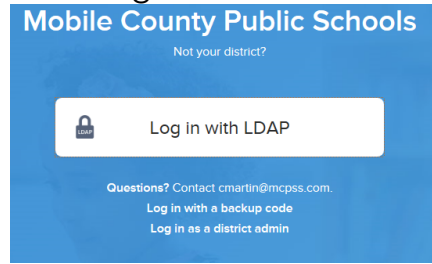 Mobile County Public Schools
Not your district?
LDAP
Log in with LDAP
Questions? Contact cmartin@mcpss.com.
Log in with a backup code
Log in as a district admin